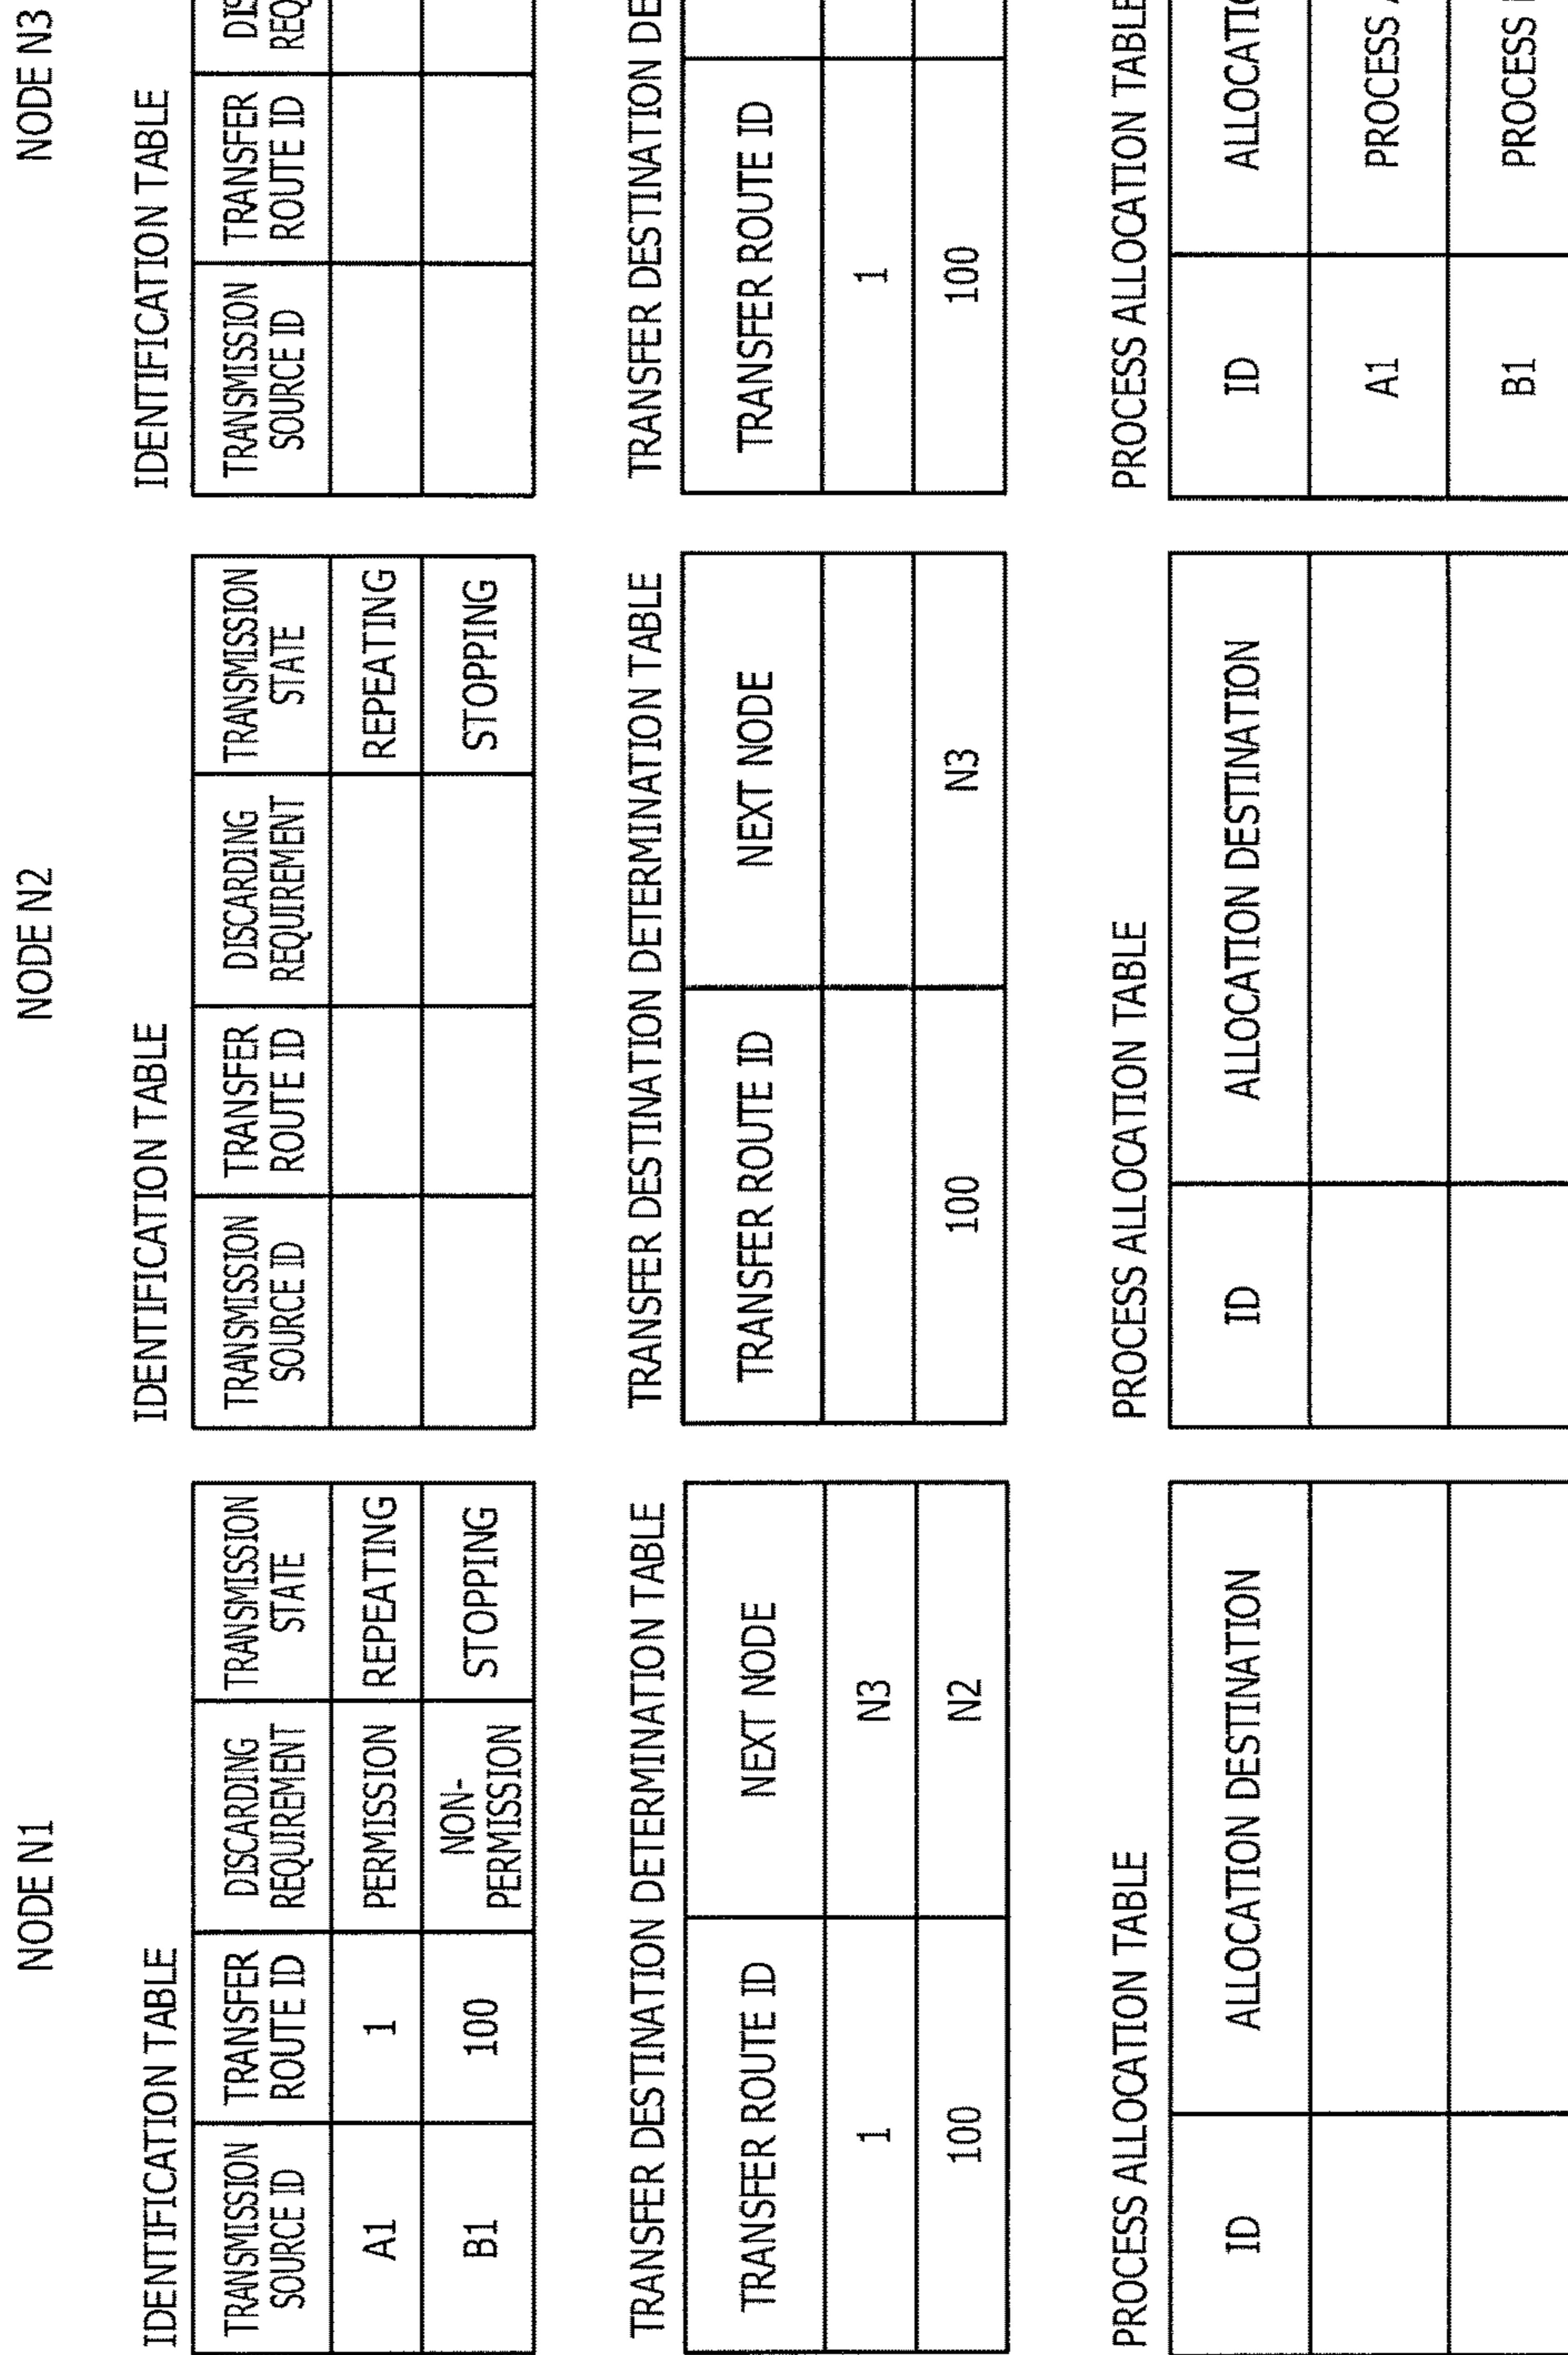 NODE N1
IDENTIFICATION TABLE
TRANSMISSION SOURCE ID TRANSFER ROUTE ID DISCARDING REQUIREMENT TRANSMISSION STATE
A1 1 PERMISSION REPEATING
B1 100 NON-PERMISSION STOPPING
TRANSFER DESTINATION DETERMINATION TABLE
TRANSFER ROUTE ID NEXT NODE
1 N3
100 N2
PROCESS ALLOCATION TABLE
ID ALLOCATION DESTINATION
NODE N2
IDENTIFICATION TABLE
TRANSMISSION SOURCE ID TRANSFER ROUTE ID DISCARDING REQUIREMENT TRANSMISSION STATE
REPEATING
STOPPING
TRANSFER DESTINATION DETERMINATION TABLE
TRANSFER ROUTE ID NEXT NODE
100 N3
PROCESS ALLOCATION TABLE
ID ALLOCATION DESTINATION
NODE N3
IDENTIFICATION TABLE
TRANSMISSION SOURCE ID TRANSFER ROUTE ID
TRANSFER DESTINATION
TRANSFER ROUTE ID
1
100
PROCESS ALLOCATION TABLE
ID
A1 PROCESS
B1 PROCESS